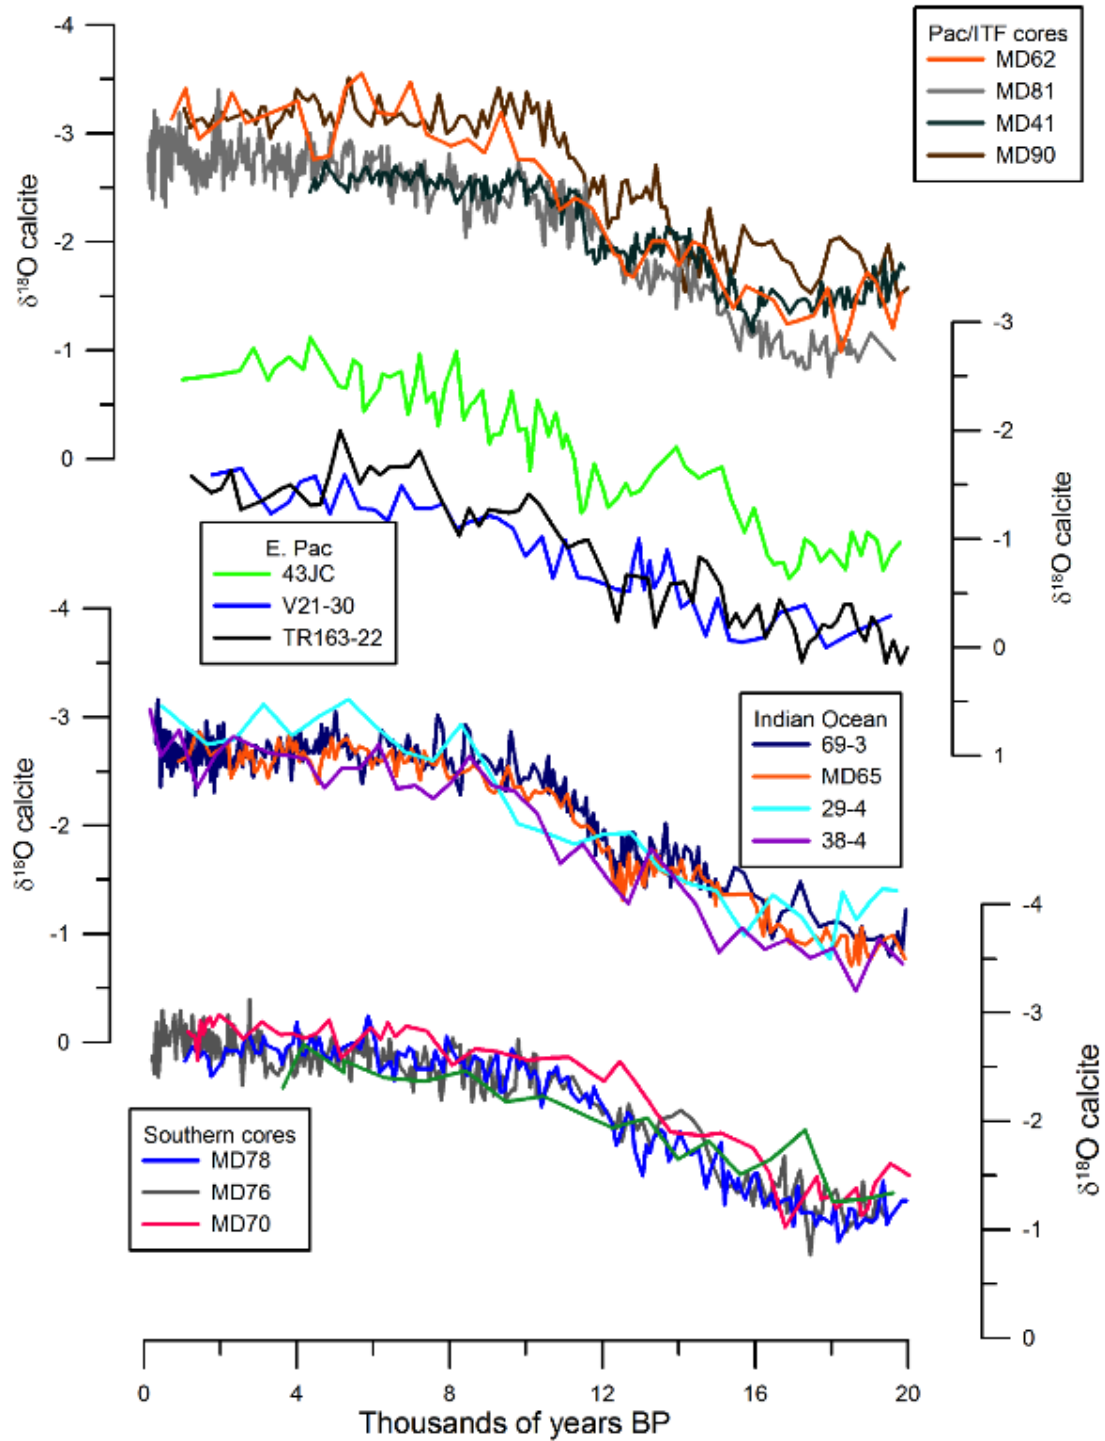 -4
-3
-2
-1
0
δ¹⁸O calcite
Pac/ITF cores
MD62
MD81
MD41
MD90
-3
-2
-1
0
1
δ¹⁸O calcite
E. Pac
43JC
V21-30
TR163-22
-4
-3
-2
-1
0
δ¹⁸O calcite
Indian Ocean
69-3
MD65
29-4
38-4
-4
-3
-2
-1
0
δ¹⁸O calcite
Southern cores
MD78
MD76
MD70
0 4 8 12 16 20
Thousands of years BP